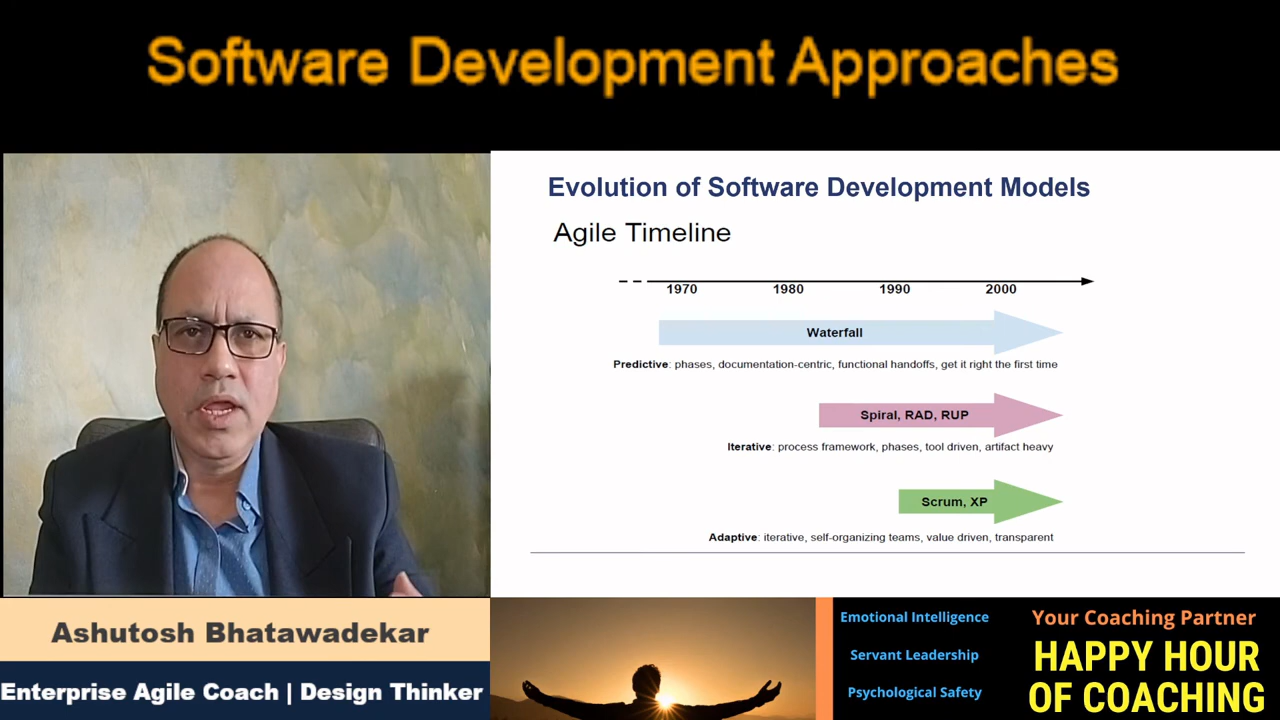 Software Development Approaches
Evolution of Software Development Models
Agile Timeline
1970 1980 1990 2000
Waterfall
Predictive: phases, documentation-centric, functional handoffs, get it right the first time
Spiral, RAD, RUP
Iterative: process framework, phases, tool driven, artifact heavy
Scrum, XP
Adaptive: iterative, self-organizing teams, value driven, transparent
Ashutosh Bhatawadekar
Enterprise Agile Coach | Design Thinker
Emotional Intelligence
Servant Leadership
Psychological Safety
Your Coaching Partner
HAPPY HOUR
OF COACHING